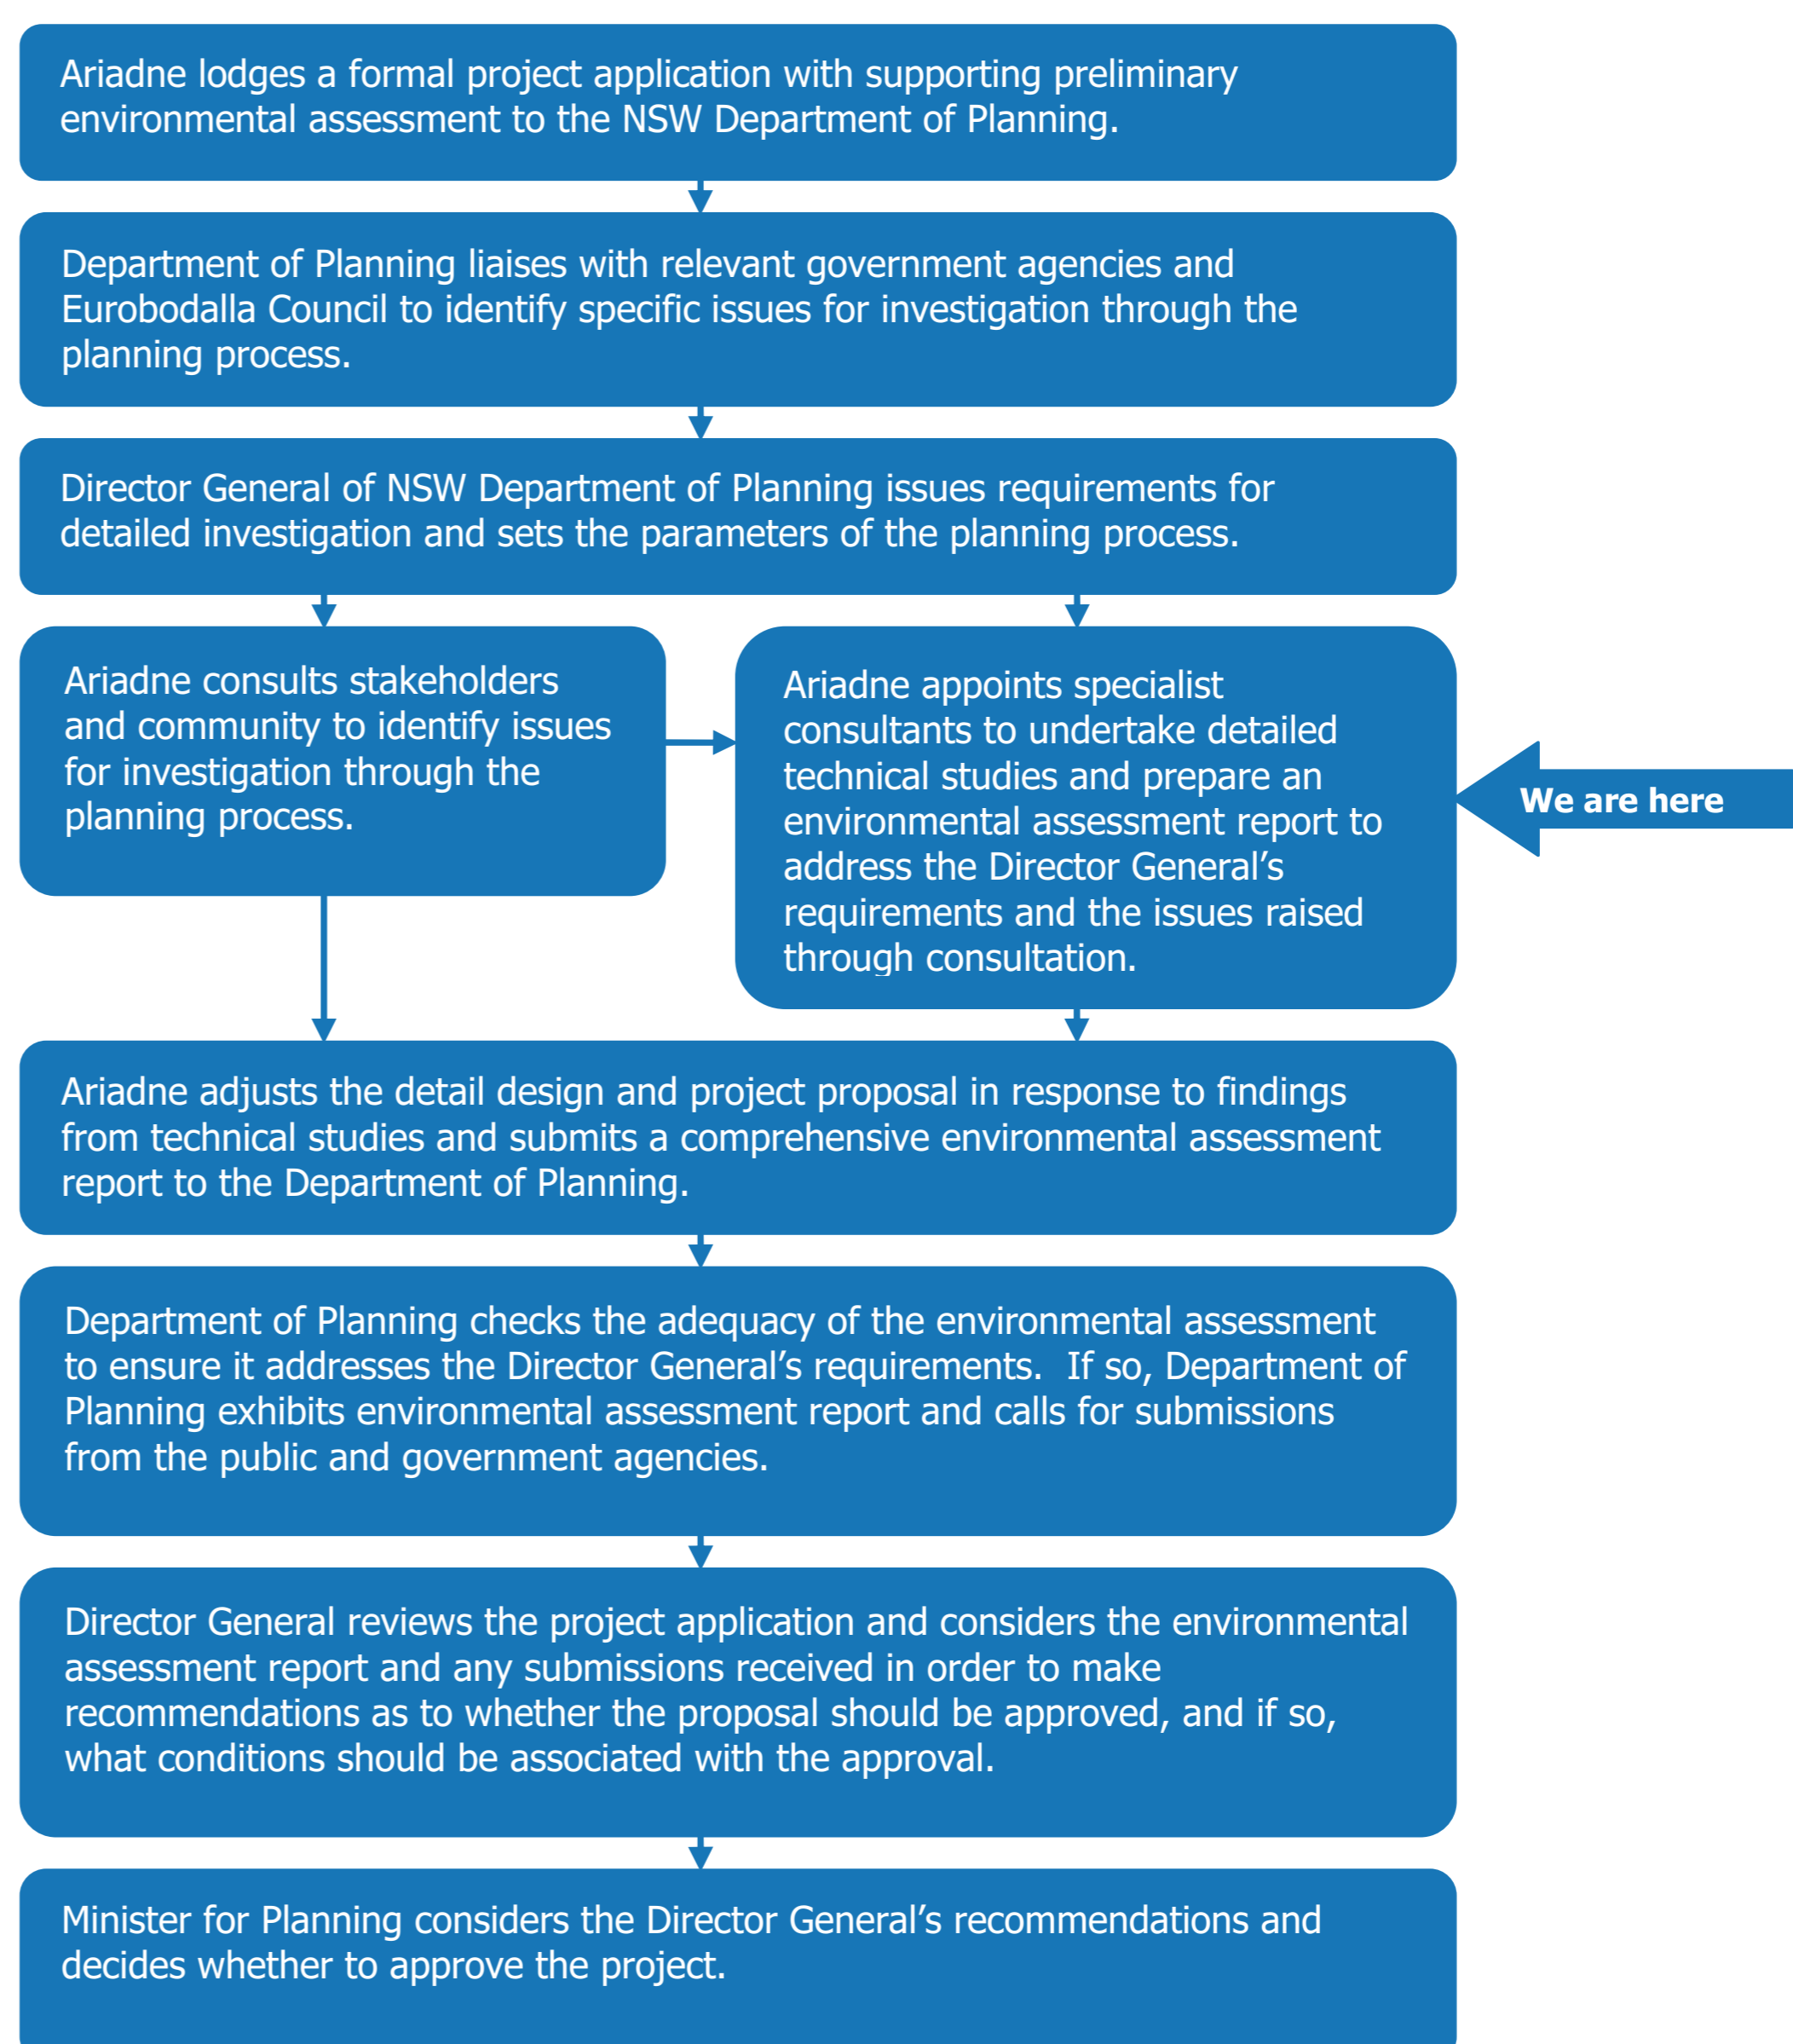 Ariadne lodges a formal project application with supporting preliminary
environmental assessment to the NSW Department of Planning.
Department of Planning liaises with relevant government agencies and
Eurobodalla Council to identify specific issues for investigation through the
planning process.
Director General of NSW Department of Planning issues requirements for
detailed investigation and sets the parameters of the planning process.
Ariadne consults stakeholders
and community to identify issues
for investigation through the
planning process.
Ariadne appoints specialist
consultants to undertake detailed
technical studies and prepare an
environmental assessment report to
address the Director General’s
requirements and the issues raised
through consultation.
We are here
Ariadne adjusts the detail design and project proposal in response to findings
from technical studies and submits a comprehensive environmental assessment
report to the Department of Planning.
Department of Planning checks the adequacy of the environmental assessment
to ensure it addresses the Director General’s requirements.  If so, Department of
Planning exhibits environmental assessment report and calls for submissions
from the public and government agencies.
Director General reviews the project application and considers the environmental
assessment report and any submissions received in order to make
recommendations as to whether the proposal should be approved, and if so,
what conditions should be associated with the approval.
Minister for Planning considers the Director General’s recommendations and
decides whether to approve the project.